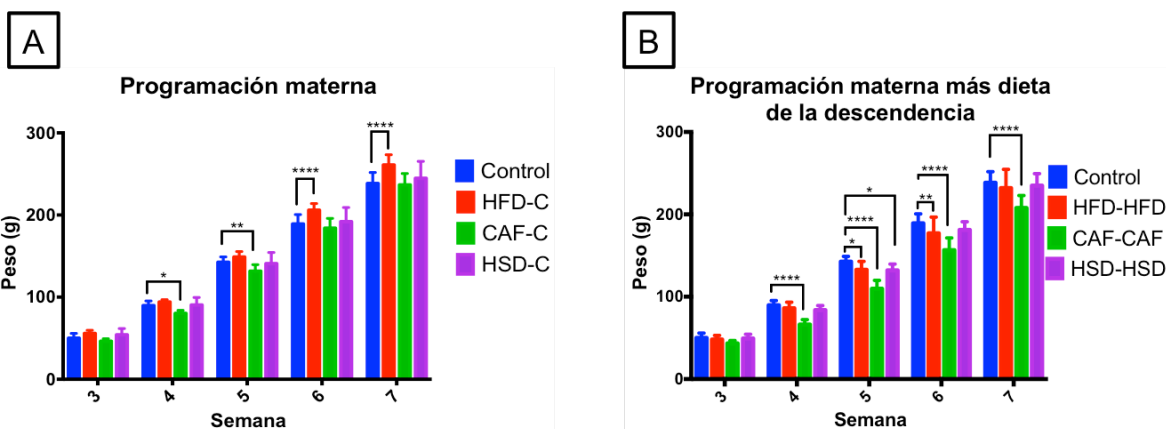 A
Programación materna
Peso (g)
300
200
100
0
*
**
****
****
3 4 5 6 7
Semana
Control
HFD-C
CAF-C
HSD-C
B
Programación materna más dieta
de la descendencia
Peso (g)
300
200
100
0
****
*
****
*
**
****
****
3 4 5 6 7
Semana
Control
HFD-HFD
CAF-CAF
HSD-HSD